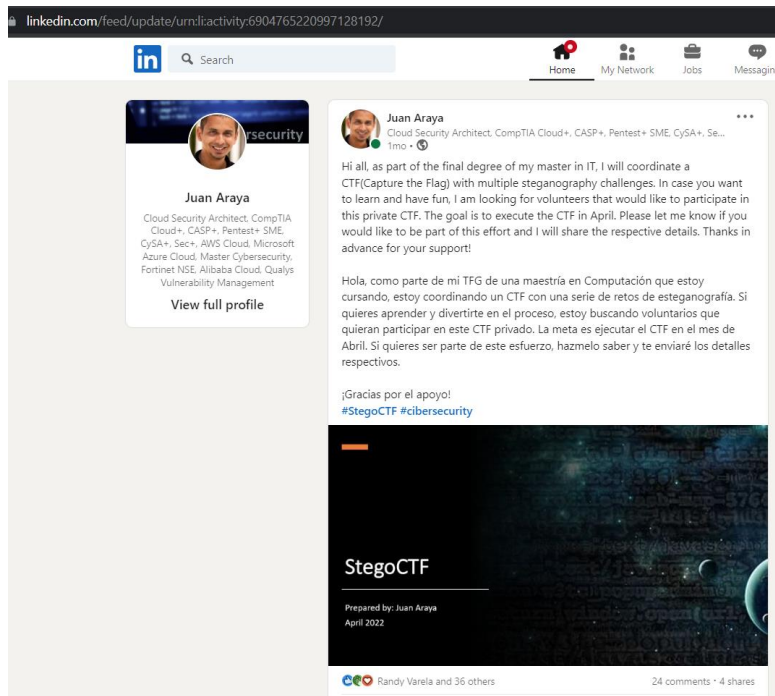 linkedin.com/feed/update/urn:li:activity:6904765220997128192/
in
Search
Home
My Network
Jobs
Messagin
rsecurity
Juan Araya
Cloud Security Architect, CompTIA
Cloud+, CASP+, Pentest+ SME,
CySA+, Sec+, AWS Cloud, Microsoft
Azure Cloud, Master Cybersecurity,
Fortinet NSE, Alibaba Cloud, Qualys
Vulnerability Management
View full profile
Juan Araya
Cloud Security Architect, CompTIA Cloud+, CASP+, Pentest+ SME, CySA+, Se...
1mo •
Hi all, as part of the final degree of my master in IT, I will coordinate a
CTF(Capture the Flag) with multiple steganography challenges. In case you want
to learn and have fun, I am looking for volunteers that would like to participate in
this private CTF. The goal is to execute the CTF in April. Please let me know if you
would like to be part of this effort and I will share the respective details. Thanks in
advance for your support!
Hola, como parte de mi TFG de una maestría en Computación que estoy
cursando, estoy coordinando un CTF con una serie de retos de esteganografía. Si
quieres aprender y divertirte en el proceso, estoy buscando voluntarios que
quieran participar en este CTF privado. La meta es ejecutar el CTF en el mes de
Abril. Si quieres ser parte de este esfuerzo, hazmelo saber y te enviaré los detalles
respectivos.
¡Gracias por el apoyo!
#StegoCTF #cibersecurity
StegoCTF
Prepared by: Juan Araya
April 2022
Randy Varela and 36 others
24 comments • 4 shares